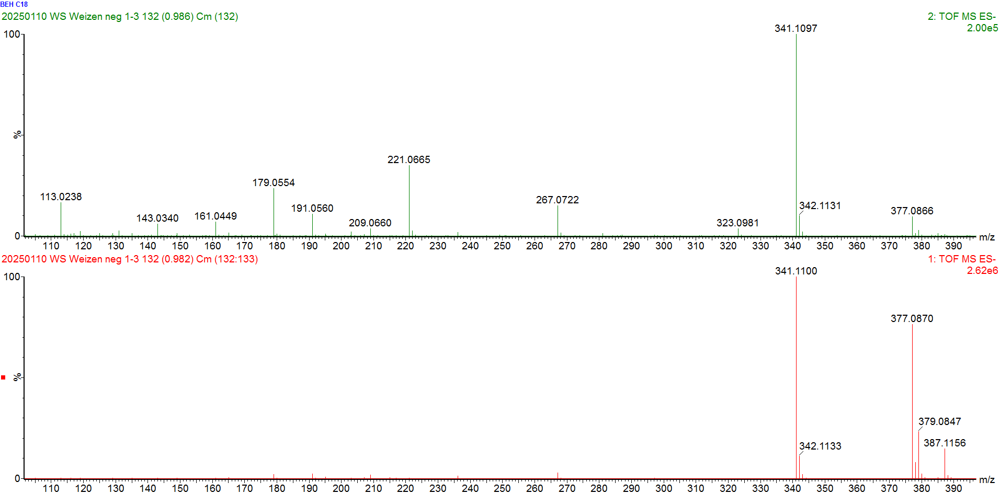 BEH C18
20250110 WS Weizen neg 1-3 132 (0.986) Cm (132)
2: TOF MS ES-
2.00e5
341.1097
100
221.0665
179.0554
113.0238
267.0722
191.0560
342.1131
377.0866
143.0340
161.0449
209.0660
323.0981
%
0
m/z
110 120 130 140 150 160 170 180 190 200 210 220 230 240 250 260 270 280 290 300 310 320 330 340 350 360 370 380 390
20250110 WS Weizen neg 1-3 132 (0.982) Cm (132:133)
1: TOF MS ES-
2.62e6
341.1100
100
377.0870
%
379.0847
387.1156
342.1133
0
m/z
110 120 130 140 150 160 170 180 190 200 210 220 230 240 250 260 270 280 290 300 310 320 330 340 350 360 370 380 390